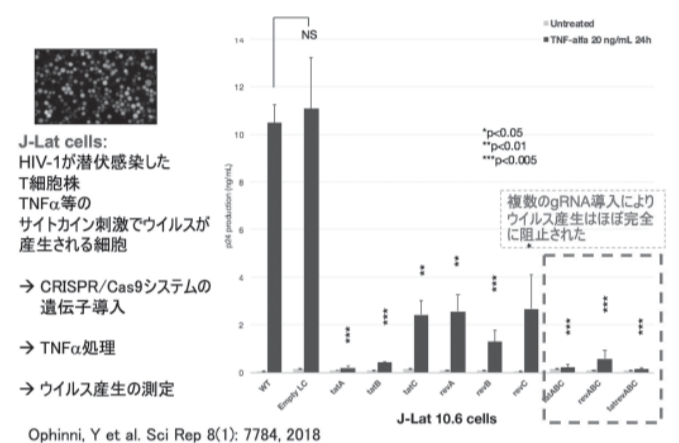 J-Lat cells:
HIV-1が潜伏感染した
T細胞株
TNFα等の
サイトカイン刺激でウイルスが
産生される細胞
→ CRISPR/Cas9システムの
遺伝子導入
→ TNFα処理
→ ウイルス産生の測定
Ophinni, Y et al. Sci Rep 8(1): 7784, 2018
Untreated
TNF-alfa 20 ng/mL 24h
NS
*p<0.05
**p<0.01
***p<0.005
複数のgRNA導入により
ウイルス産生はほぼ完全
に阻止された
p24 production (ng/mL)
14
12
10
8
6
4
2
0
***
***
**
**
***
*
***
***
***
WT
Empty LC
tatA
tatB
tatC
revA
revB
revC
tatABC
revABC
tatrevABC
J-Lat 10.6 cells